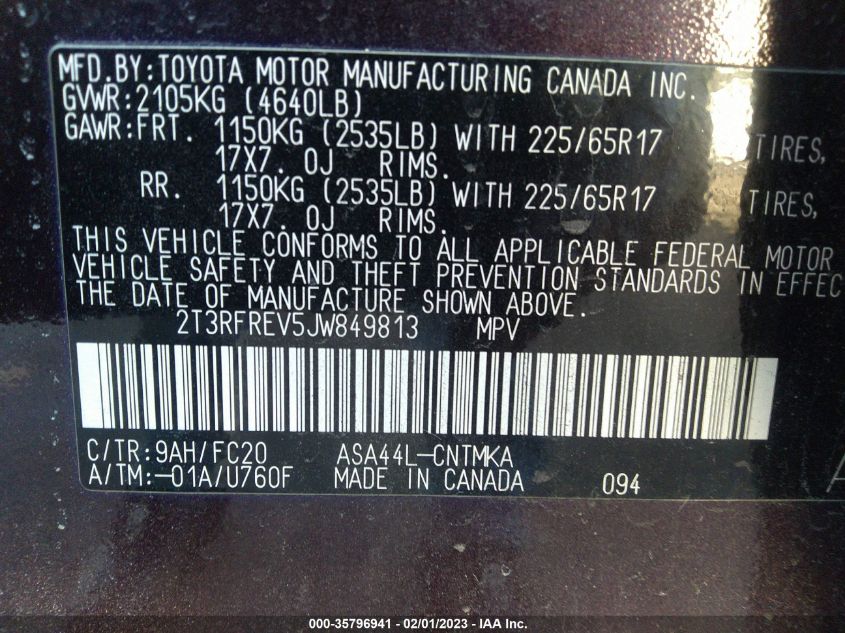 MFD.BY:TOYOTA MOTOR MANUFACTURING CANADA INC.
GVWR:2105KG (4640LB)
GAWR:FRT. 1150KG (2535LB) WITH 225/65R17 TIRES,
17X7. 0J RIMS.
RR. 1150KG (2535LB) WITH 225/65R17 TIRES,
17X7. 0J RIMS.
THIS VEHICLE CONFORMS TO ALL APPLICABLE FEDERAL MOTOR
VEHICLE SAFETY AND THEFT PREVENTION STANDARDS IN EFFEC
THE DATE OF MANUFACTURE SHOWN ABOVE.
2T3RFREV5JW849813 MPV
C/TR:9AH/FC20 ASA44L-CNTMKA
A/TM:-01A/U760F MADE IN CANADA 094
000-35796941 - 02/01/2023 - IAA Inc.